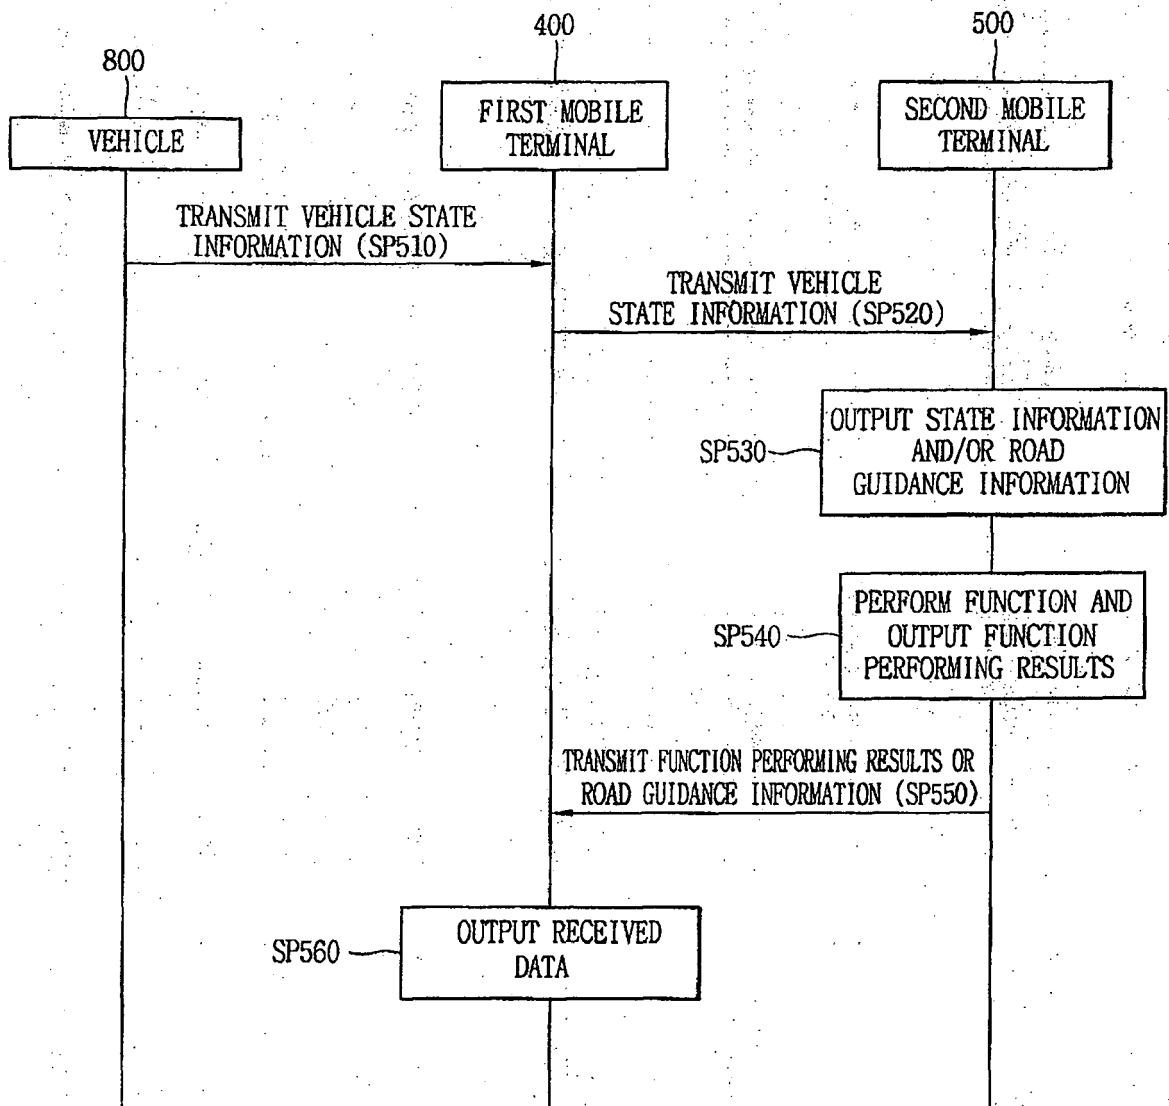 800
400
500
VEHICLE
FIRST MOBILE
TERMINAL
SECOND MOBILE
TERMINAL
TRANSMIT VEHICLE STATE
INFORMATION (SP510)
TRANSMIT VEHICLE
STATE INFORMATION (SP520)
SP530
OUTPUT STATE INFORMATION
AND/OR ROAD
GUIDANCE INFORMATION
SP540
PERFORM FUNCTION AND
OUTPUT FUNCTION
PERFORMING RESULTS
TRANSMIT FUNCTION PERFORMING RESULTS OR
ROAD GUIDANCE INFORMATION (SP550)
SP560
OUTPUT RECEIVED
DATA